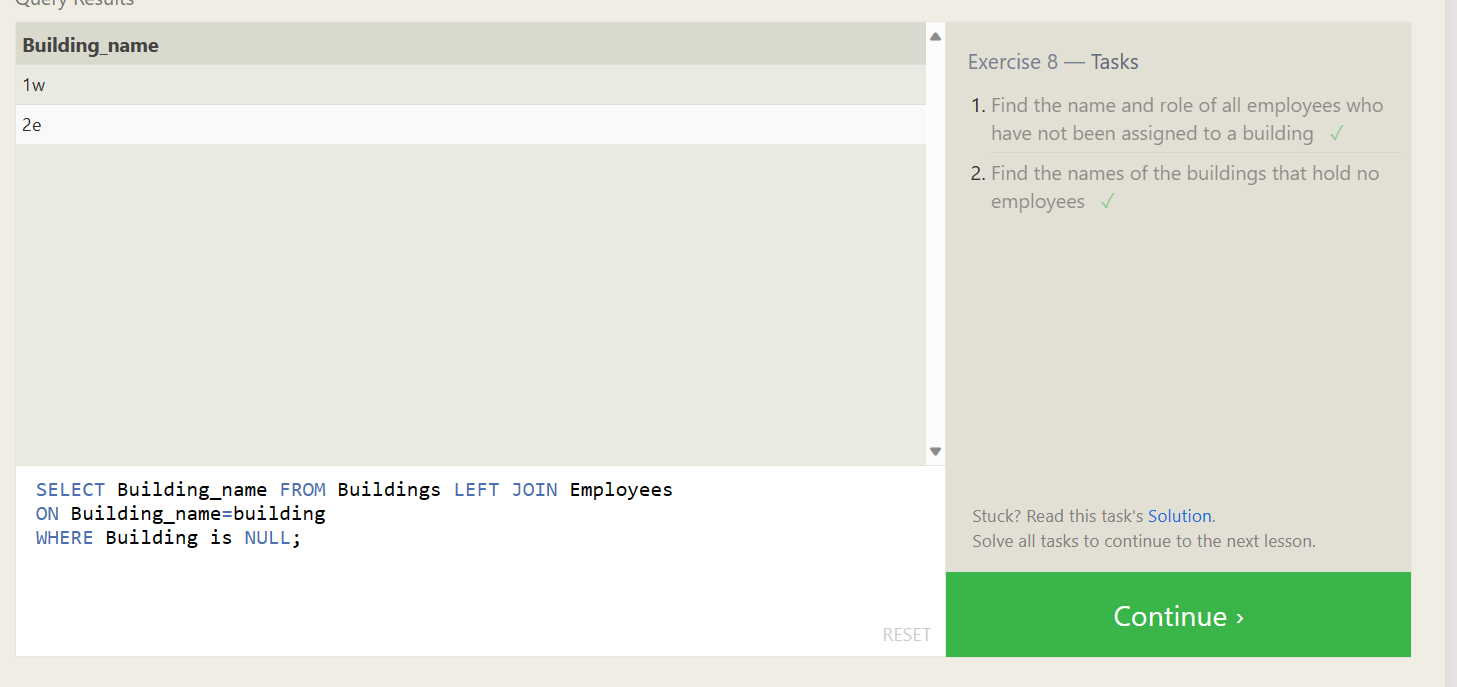 Query Results
Building_name
1w
2e
SELECT Building_name FROM Buildings LEFT JOIN Employees
ON Building_name=building
WHERE Building is NULL;
RESET
Exercise 8 — Tasks
1. Find the name and role of all employees who
have not been assigned to a building ✓
2. Find the names of the buildings that hold no
employees ✓
Stuck? Read this task's Solution.
Solve all tasks to continue to the next lesson.
Continue ›